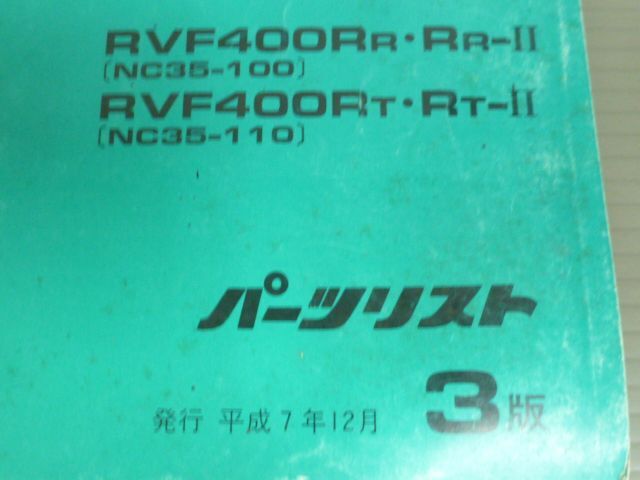 RVF400RR・RR-II
〔NC35-100〕
RVF400RT・RT-II
〔NC35-110〕
パーツリスト
発行 平成7年12月 3版